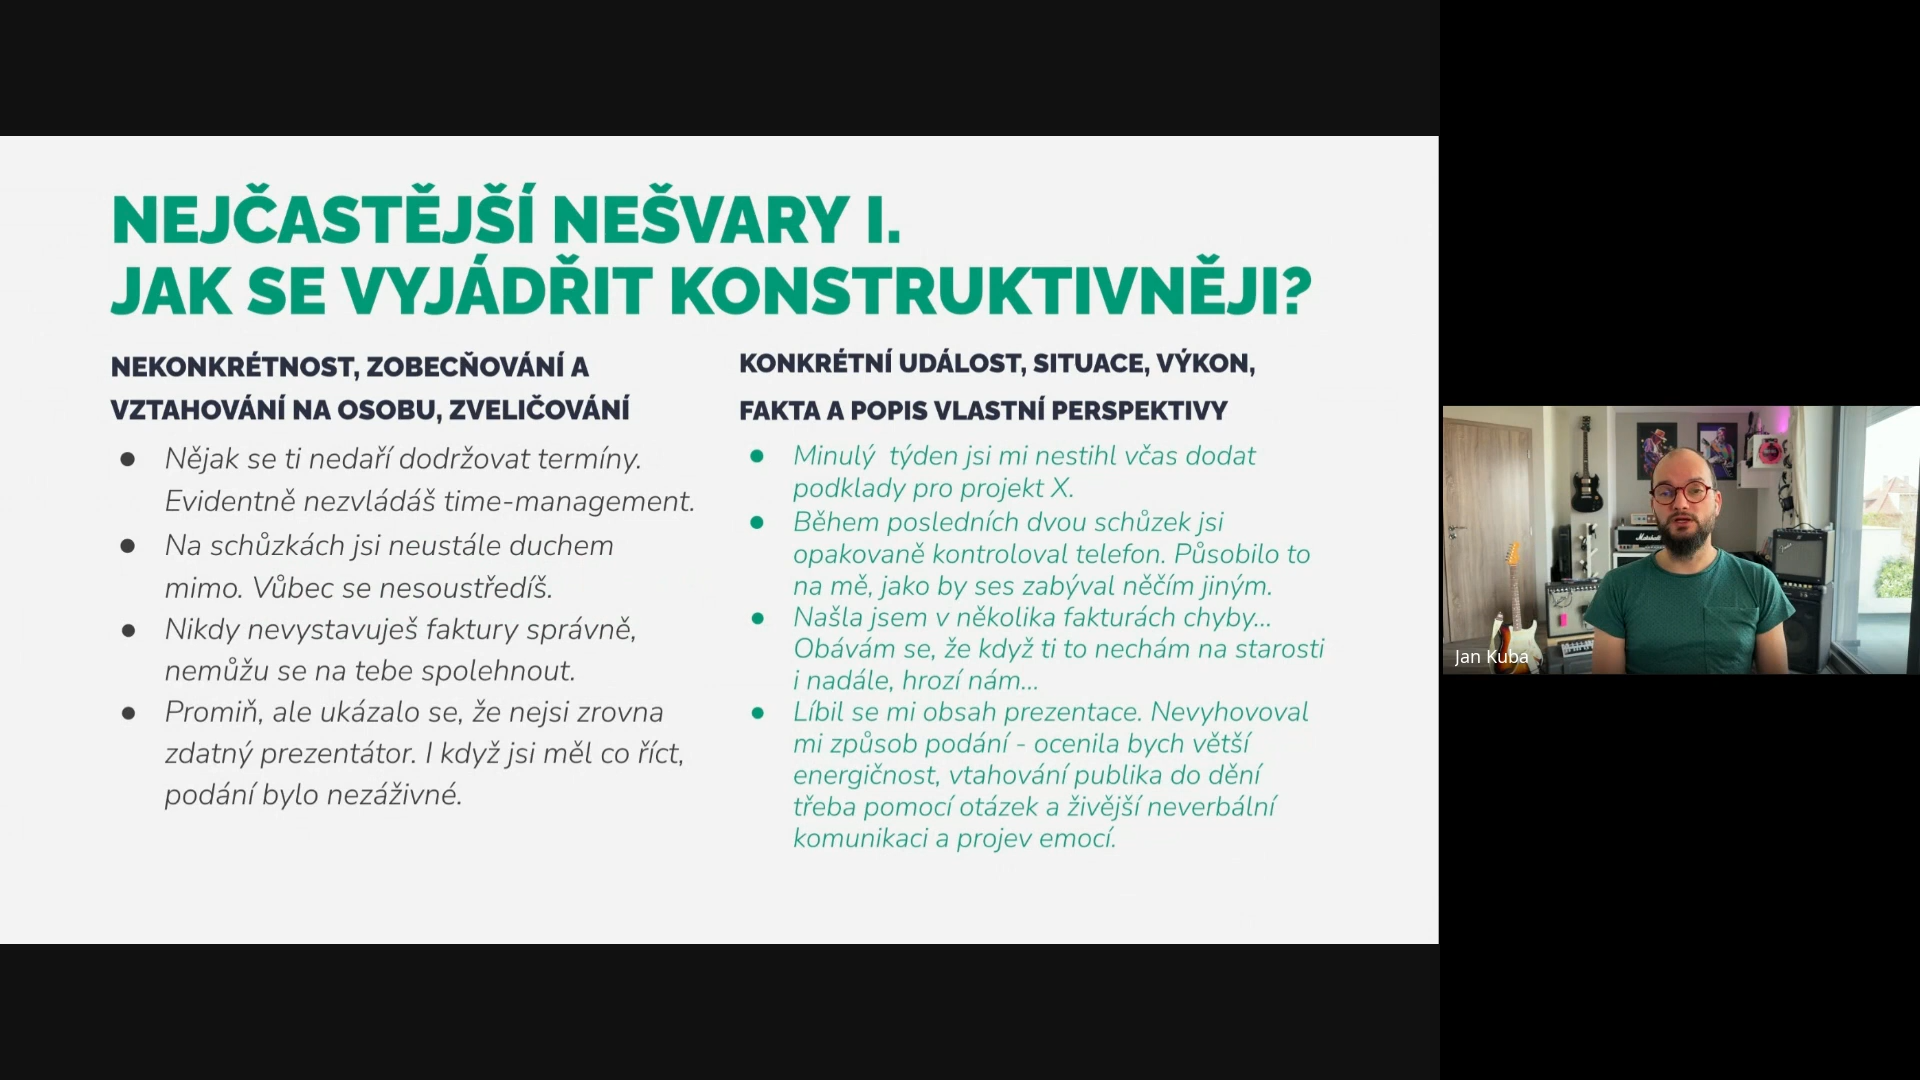 NEJČASTĚJŠÍ NEŠVARY I.
JAK SE VYJÁDŘIT KONSTRUKTIVNĚJI?
NEKONKRÉTNOST, ZOBECŇOVÁNÍ A
VZTAHOVÁNÍ NA OSOBU, ZVELIČOVÁNÍ
● Nějak se ti nedaří dodržovat termíny.
Evidentně nezvládáš time-management.
● Na schůzkách jsi neustále duchem
mimo. Vůbec se nesoustředíš.
● Nikdy nevystavuješ faktury správně,
nemůžu se na tebe spolehnout.
● Promiň, ale ukázalo se, že nejsi zrovna
zdatný prezentátor. I když jsi měl co říct,
podání bylo nezáživné.
KONKRÉTNÍ UDÁLOST, SITUACE, VÝKON,
FAKTA A POPIS VLASTNÍ PERSPEKTIVY
● Minulý  týden jsi mi nestihl včas dodat
podklady pro projekt X.
● Během posledních dvou schůzek jsi
opakovaně kontroloval telefon. Působilo to
na mě, jako by ses zabýval něčím jiným.
● Našla jsem v několika fakturách chyby...
Obávám se, že když ti to nechám na starosti
i nadále, hrozí nám...
● Líbil se mi obsah prezentace. Nevyhovoval
mi způsob podání - ocenila bych větší
energičnost, vtahování publika do dění
třeba pomocí otázek a živější neverbální
komunikaci a projev emocí.
Marshall
Jan Kuba